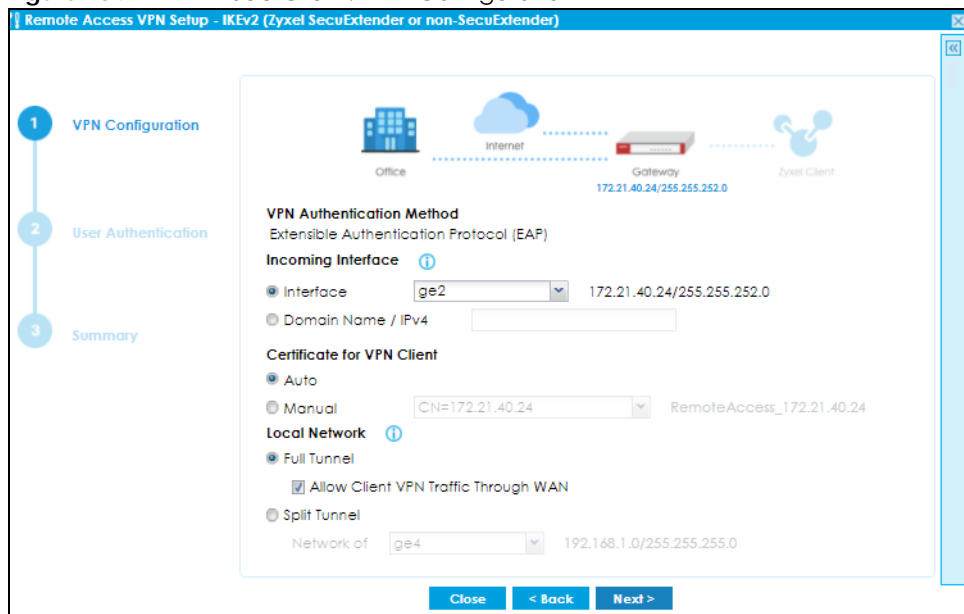 Remote Access VPN Setup - IKEv2 (Zyxel SecuExtender or non-SecuExtender)
1 VPN Configuration
2 User Authentication
3 Summary
Office
Internet
Gateway
172.21.40.24/255.255.252.0
Zyxel Client
VPN Authentication Method
Extensible Authentication Protocol (EAP)
Incoming Interface
Interface ge2 172.21.40.24/255.255.252.0
Domain Name / IPv4
Certificate for VPN Client
Auto
Manual CN=172.21.40.24 RemoteAccess_172.21.40.24
Local Network
Full Tunnel
Allow Client VPN Traffic Through WAN
Split Tunnel
Network of ge4 192.168.1.0/255.255.255.0
Close < Back Next >